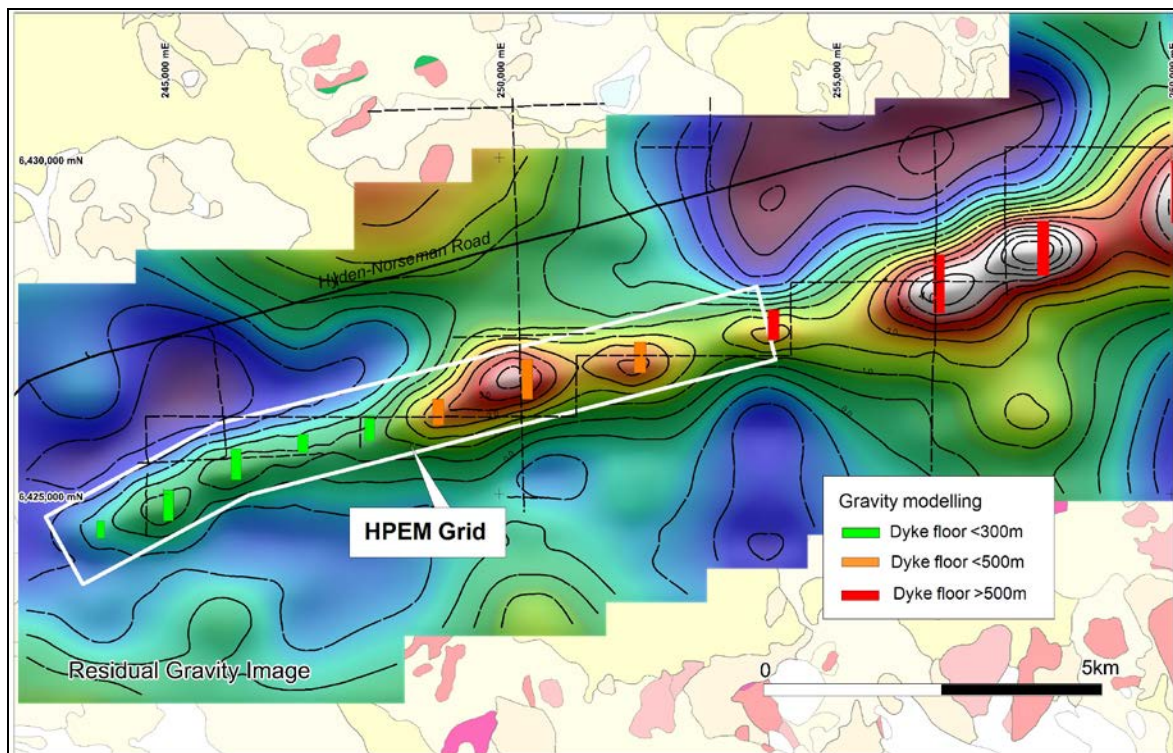 245,000 mE
250,000 mE
255,000 mE
6,430,000 mN
Hyden-Norseman Road
6,425,000 mN
HPEM Grid
Gravity modelling
Dyke floor <300m
Dyke floor <500m
Dyke floor >500m
Residual Gravity Image
0
5km